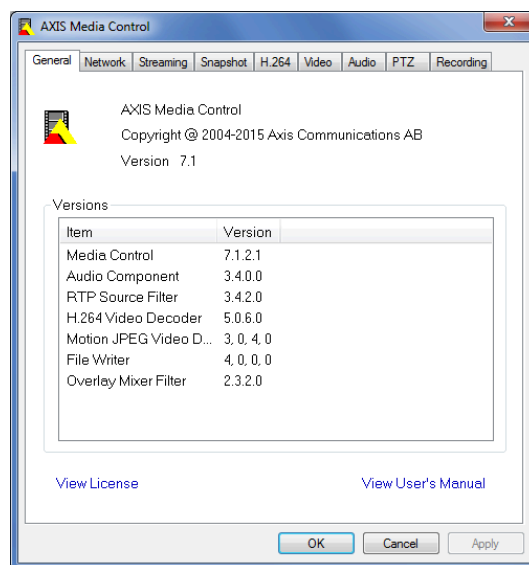 AXIS Media Control
General Network Streaming Snapshot H.264 Video Audio PTZ Recording
AXIS Media Control
Copyright @ 2004-2015 Axis Communications AB
Version 7.1
Versions
Item Version
Media Control 7.1.2.1
Audio Component 3.4.0.0
RTP Source Filter 3.4.2.0
H.264 Video Decoder 5.0.6.0
Motion JPEG Video D... 3, 0, 4, 0
File Writer 4, 0, 0, 0
Overlay Mixer Filter 2.3.2.0
View License View User's Manual
OK Cancel Apply